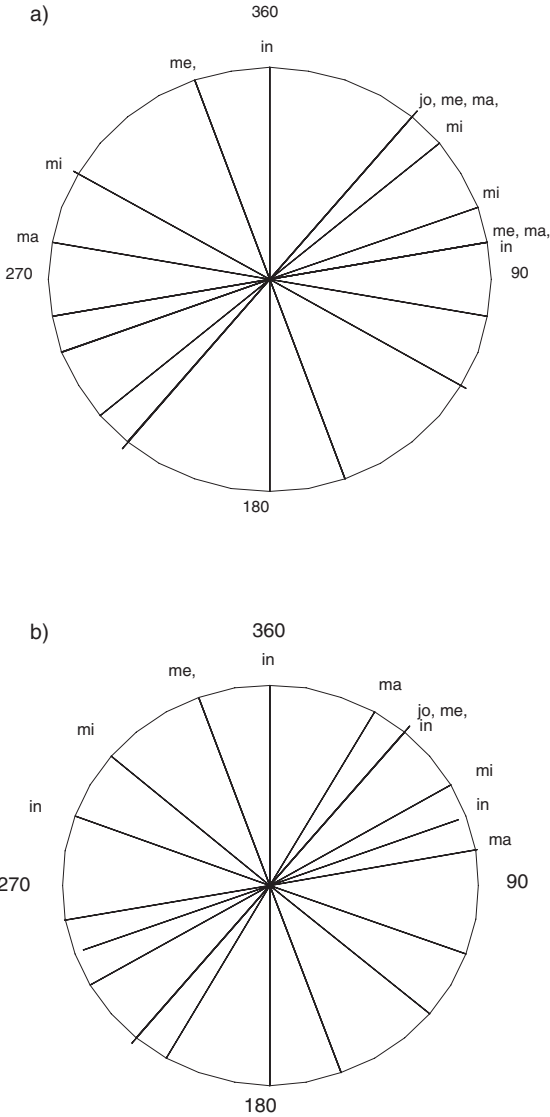 a)
360
in
me,
jo, me, ma,
mi
mi
mi
me, ma,
in
ma
270
90
180
b)
360
in
me,
ma
jo, me,
in
mi
mi
in
in
ma
270
90
180